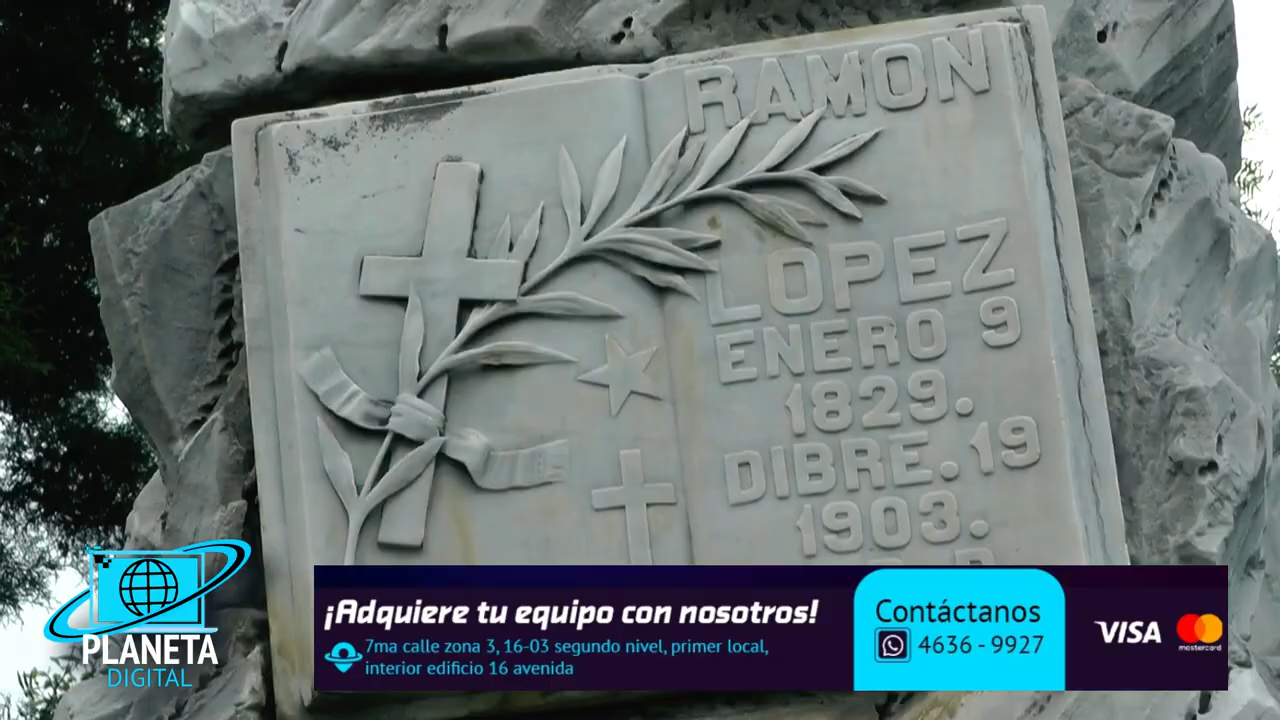 RAMON
LOPEZ
ENERO 9
1829.
DIBRE. 19
1903.
PLANETA
DIGITAL
¡Adquiere tu equipo con nosotros!
7ma calle zona 3, 16-03 segundo nivel, primer local,
interior edificio 16 avenida
Contáctanos
4636 - 9927
VISA
mastercard